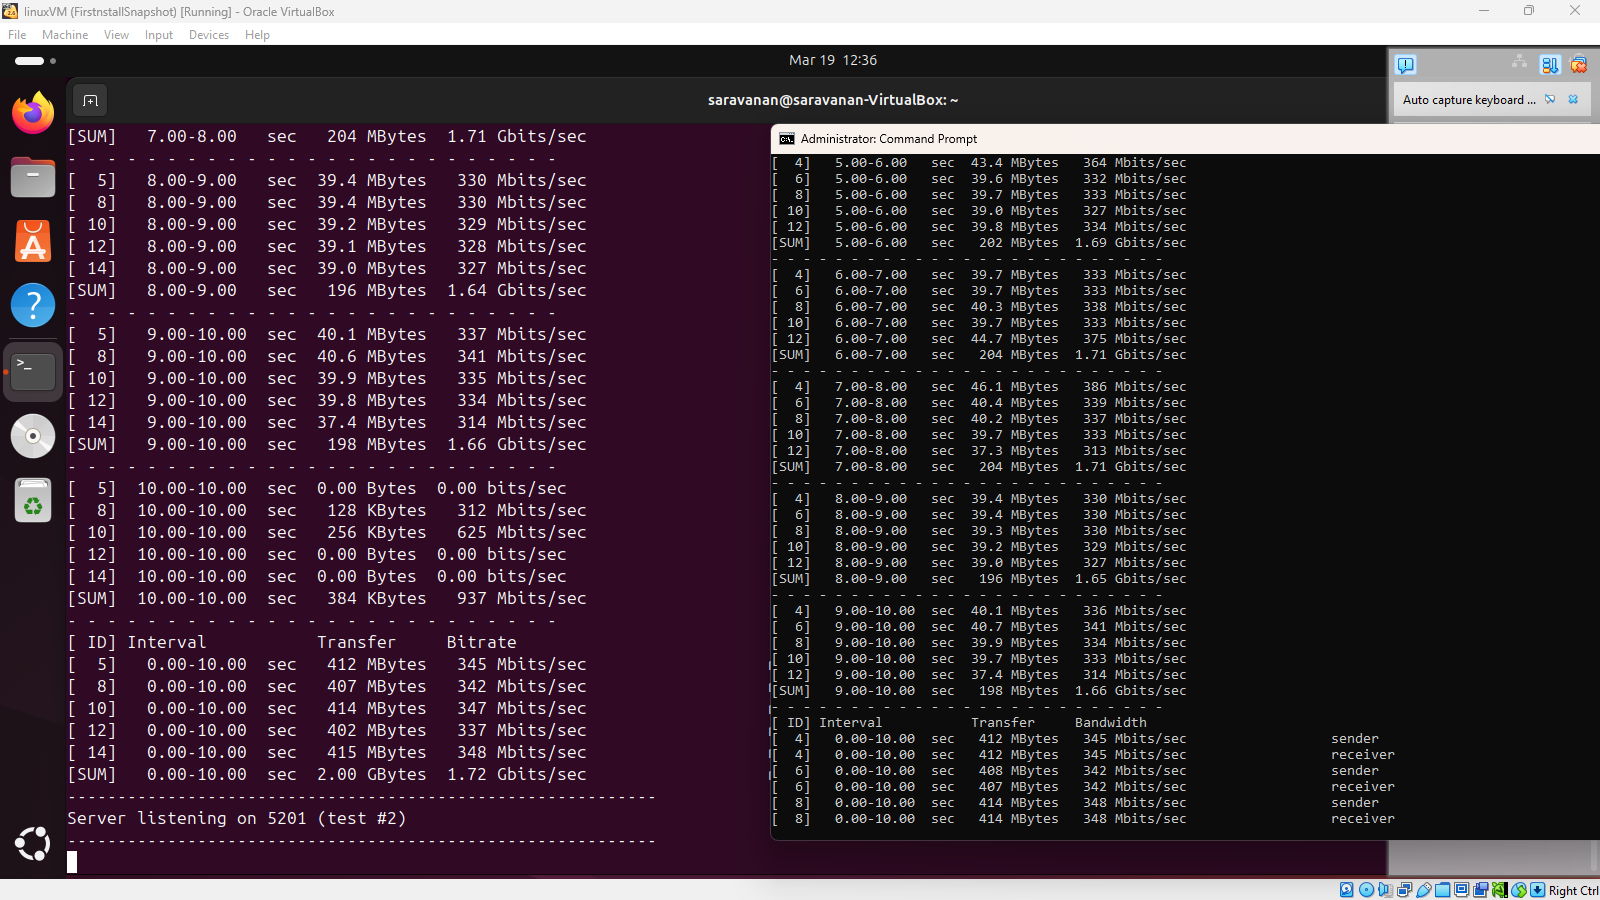 linuxVM (FirstnstallSnapshot) [Running] - Oracle VirtualBox
File Machine View Input Devices Help
Mar 19 12:36
saravanan@saravanan-VirtualBox: ~
[SUM] 7.00-8.00 sec 204 MBytes 1.71 Gbits/sec
- - - - - - - - - - - - - - - - - - - - - - - - -
[ 5] 8.00-9.00 sec 39.4 MBytes 330 Mbits/sec
[ 8] 8.00-9.00 sec 39.4 MBytes 330 Mbits/sec
[ 10] 8.00-9.00 sec 39.2 MBytes 329 Mbits/sec
[ 12] 8.00-9.00 sec 39.1 MBytes 328 Mbits/sec
[ 14] 8.00-9.00 sec 39.0 MBytes 327 Mbits/sec
[SUM] 8.00-9.00 sec 196 MBytes 1.64 Gbits/sec
- - - - - - - - - - - - - - - - - - - - - - - - -
[ 5] 9.00-10.00 sec 40.1 MBytes 337 Mbits/sec
[ 8] 9.00-10.00 sec 40.6 MBytes 341 Mbits/sec
[ 10] 9.00-10.00 sec 39.9 MBytes 335 Mbits/sec
[ 12] 9.00-10.00 sec 39.8 MBytes 334 Mbits/sec
[ 14] 9.00-10.00 sec 37.4 MBytes 314 Mbits/sec
[SUM] 9.00-10.00 sec 198 MBytes 1.66 Gbits/sec
- - - - - - - - - - - - - - - - - - - - - - - - -
[ 5] 10.00-10.00 sec 0.00 Bytes 0.00 bits/sec
[ 8] 10.00-10.00 sec 128 KBytes 312 Mbits/sec
[ 10] 10.00-10.00 sec 256 KBytes 625 Mbits/sec
[ 12] 10.00-10.00 sec 0.00 Bytes 0.00 bits/sec
[ 14] 10.00-10.00 sec 0.00 Bytes 0.00 bits/sec
[SUM] 10.00-10.00 sec 384 KBytes 937 Mbits/sec
- - - - - - - - - - - - - - - - - - - - - - - - -
[ ID] Interval Transfer Bitrate
[ 5] 0.00-10.00 sec 412 MBytes 345 Mbits/sec
[ 8] 0.00-10.00 sec 407 MBytes 342 Mbits/sec
[ 10] 0.00-10.00 sec 414 MBytes 347 Mbits/sec
[ 12] 0.00-10.00 sec 402 MBytes 337 Mbits/sec
[ 14] 0.00-10.00 sec 415 MBytes 348 Mbits/sec
[SUM] 0.00-10.00 sec 2.00 GBytes 1.72 Gbits/sec
-----------------------------------------------------------
Server listening on 5201 (test #2)
-----------------------------------------------------------
Auto capture keyboard ...
Administrator: Command Prompt
[ 4] 5.00-6.00 sec 43.4 MBytes 364 Mbits/sec
[ 6] 5.00-6.00 sec 39.6 MBytes 332 Mbits/sec
[ 8] 5.00-6.00 sec 39.7 MBytes 333 Mbits/sec
[ 10] 5.00-6.00 sec 39.0 MBytes 327 Mbits/sec
[ 12] 5.00-6.00 sec 39.8 MBytes 334 Mbits/sec
[SUM] 5.00-6.00 sec 202 MBytes 1.69 Gbits/sec
- - - - - - - - - - - - - - - - - - - - - - - - -
[ 4] 6.00-7.00 sec 39.7 MBytes 333 Mbits/sec
[ 6] 6.00-7.00 sec 39.7 MBytes 333 Mbits/sec
[ 8] 6.00-7.00 sec 40.3 MBytes 338 Mbits/sec
[ 10] 6.00-7.00 sec 39.7 MBytes 333 Mbits/sec
[ 12] 6.00-7.00 sec 44.7 MBytes 375 Mbits/sec
[SUM] 6.00-7.00 sec 204 MBytes 1.71 Gbits/sec
- - - - - - - - - - - - - - - - - - - - - - - - -
[ 4] 7.00-8.00 sec 46.1 MBytes 386 Mbits/sec
[ 6] 7.00-8.00 sec 40.4 MBytes 339 Mbits/sec
[ 8] 7.00-8.00 sec 40.2 MBytes 337 Mbits/sec
[ 10] 7.00-8.00 sec 39.7 MBytes 333 Mbits/sec
[ 12] 7.00-8.00 sec 37.3 MBytes 313 Mbits/sec
[SUM] 7.00-8.00 sec 204 MBytes 1.71 Gbits/sec
- - - - - - - - - - - - - - - - - - - - - - - - -
[ 4] 8.00-9.00 sec 39.4 MBytes 330 Mbits/sec
[ 6] 8.00-9.00 sec 39.4 MBytes 330 Mbits/sec
[ 8] 8.00-9.00 sec 39.3 MBytes 330 Mbits/sec
[ 10] 8.00-9.00 sec 39.2 MBytes 329 Mbits/sec
[ 12] 8.00-9.00 sec 39.0 MBytes 327 Mbits/sec
[SUM] 8.00-9.00 sec 196 MBytes 1.65 Gbits/sec
- - - - - - - - - - - - - - - - - - - - - - - - -
[ 4] 9.00-10.00 sec 40.1 MBytes 336 Mbits/sec
[ 6] 9.00-10.00 sec 40.7 MBytes 341 Mbits/sec
[ 8] 9.00-10.00 sec 39.9 MBytes 334 Mbits/sec
[ 10] 9.00-10.00 sec 39.7 MBytes 333 Mbits/sec
[ 12] 9.00-10.00 sec 37.4 MBytes 314 Mbits/sec
[SUM] 9.00-10.00 sec 198 MBytes 1.66 Gbits/sec
- - - - - - - - - - - - - - - - - - - - - - - - -
[ ID] Interval Transfer Bandwidth
[ 4] 0.00-10.00 sec 412 MBytes 345 Mbits/sec sender
[ 4] 0.00-10.00 sec 412 MBytes 345 Mbits/sec receiver
[ 6] 0.00-10.00 sec 408 MBytes 342 Mbits/sec sender
[ 6] 0.00-10.00 sec 407 MBytes 342 Mbits/sec receiver
[ 8] 0.00-10.00 sec 414 MBytes 348 Mbits/sec sender
[ 8] 0.00-10.00 sec 414 MBytes 348 Mbits/sec receiver
Right Ctrl